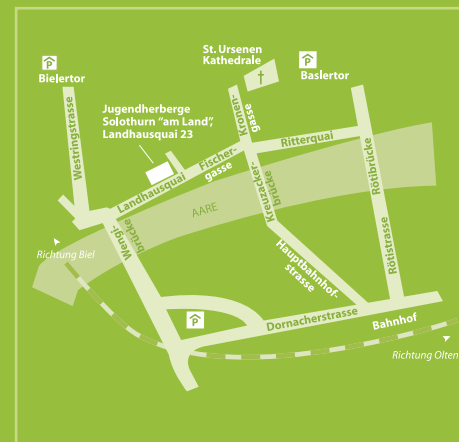 P
Bielertor
St. Ursenen
Kathedrale
P
Baslertor
Westringstrasse
Jugendherberge
Solothurn "am Land",
Landhausquai 23
Kronen-
gasse
Ritterquai
Fischer-
gasse
Landhausquai
Kreuzacker-
brücke
Rötibrücke
AARE
Wengi-
brücke
Richtung Biel
Hauptbahnhof-
strasse
Rötistrasse
P
Dornacherstrasse
Bahnhof
Richtung Olten